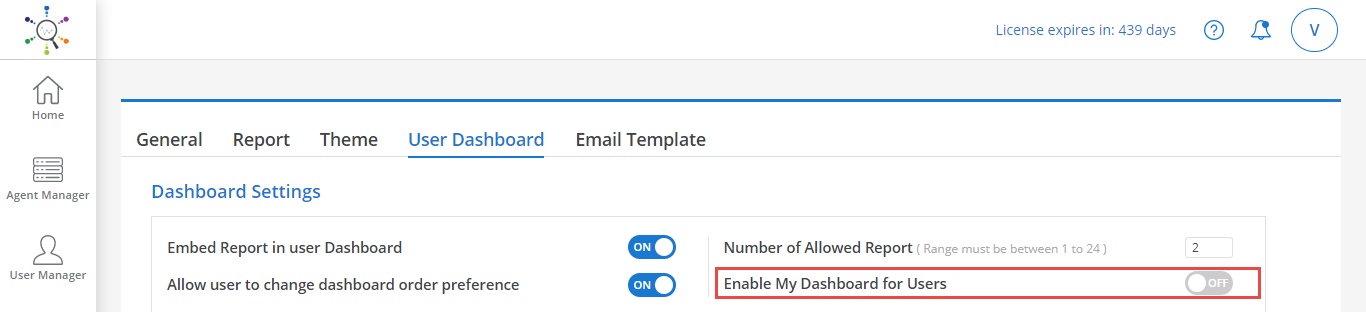 License expires in: 439 days
?
V
Home
Agent Manager
User Manager
General Report Theme User Dashboard Email Template
Dashboard Settings
Embed Report in user Dashboard ON
Number of Allowed Report ( Range must be between 1 to 24 ) 2
Allow user to change dashboard order preference ON
Enable My Dashboard for Users OFF